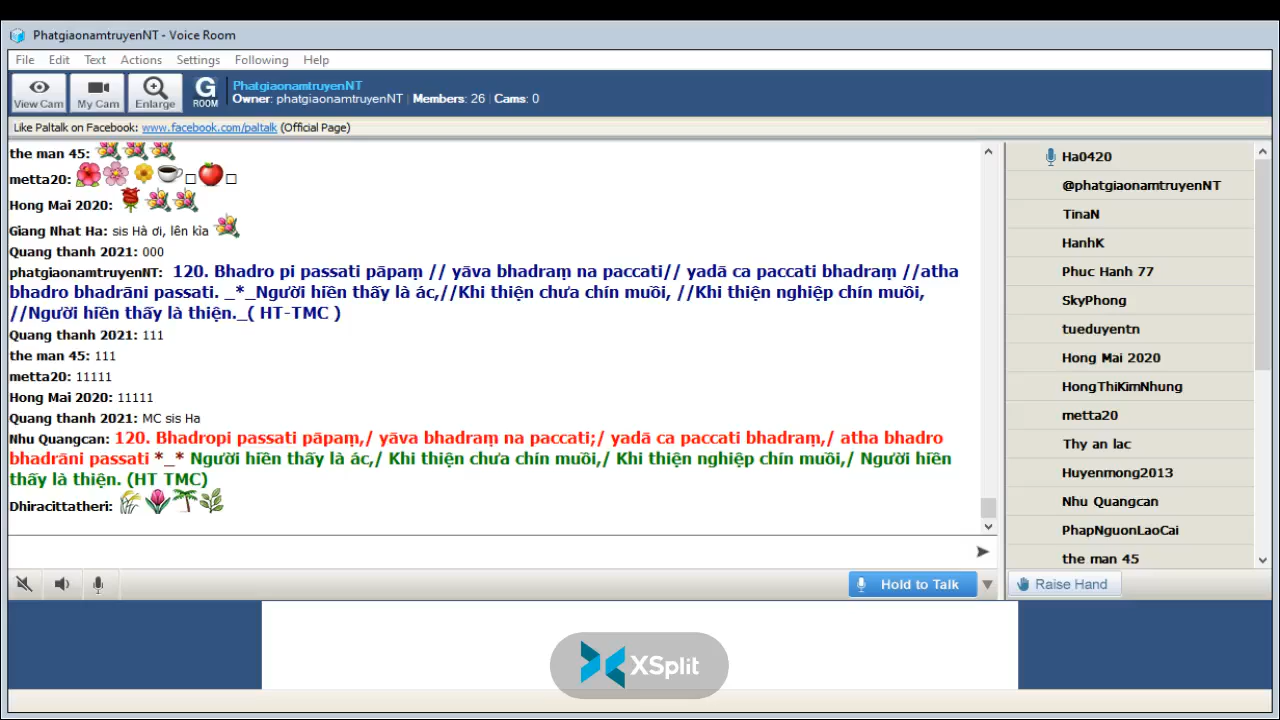 PhatgiaonamtruyenNT - Voice Room
File Edit Text Actions Settings Following Help
View Cam My Cam Enlarge G ROOM
PhatgiaonamtruyenNT
Owner: phatgiaonamtruyenNT | Members: 26 | Cams: 0
Like Paltalk on Facebook: www.facebook.com/paltalk (Official Page)
the man 45:
metta20:
Hong Mai 2020:
Giang Nhat Ha: sis Hà ơi, lên kìa
Quang thanh 2021: 000
phatgiaonamtruyenNT: 120. Bhadro pi passati pāpaṃ // yāva bhadraṃ na paccati// yadā ca paccati bhadraṃ //atha
bhadro bhadrāni passati. _*_Người hiền thấy là ác,//Khi thiện chưa chín muồi, //Khi thiện nghiệp chín muồi,
//Người hiền thấy là thiện._( HT-TMC )
Quang thanh 2021: 111
the man 45: 111
metta20: 11111
Hong Mai 2020: 11111
Quang thanh 2021: MC sis Ha
Nhu Quangcan: 120. Bhadropi passati pāpaṃ,/ yāva bhadraṃ na paccati;/ yadā ca paccati bhadraṃ,/ atha bhadro
bhadrāni passati *_* Người hiền thấy là ác,/ Khi thiện chưa chín muồi,/ Khi thiện nghiệp chín muồi,/ Người hiền
thấy là thiện. (HT TMC)
Dhiracittatheri:
Hold to Talk
Ha0420
@phatgiaonamtruyenNT
TinaN
HanhK
Phuc Hanh 77
SkyPhong
tueduyentn
Hong Mai 2020
HongThiKimNhung
metta20
Thy an lac
Huyenmong2013
Nhu Quangcan
PhapNguonLaoCai
the man 45
Raise Hand
XSplit